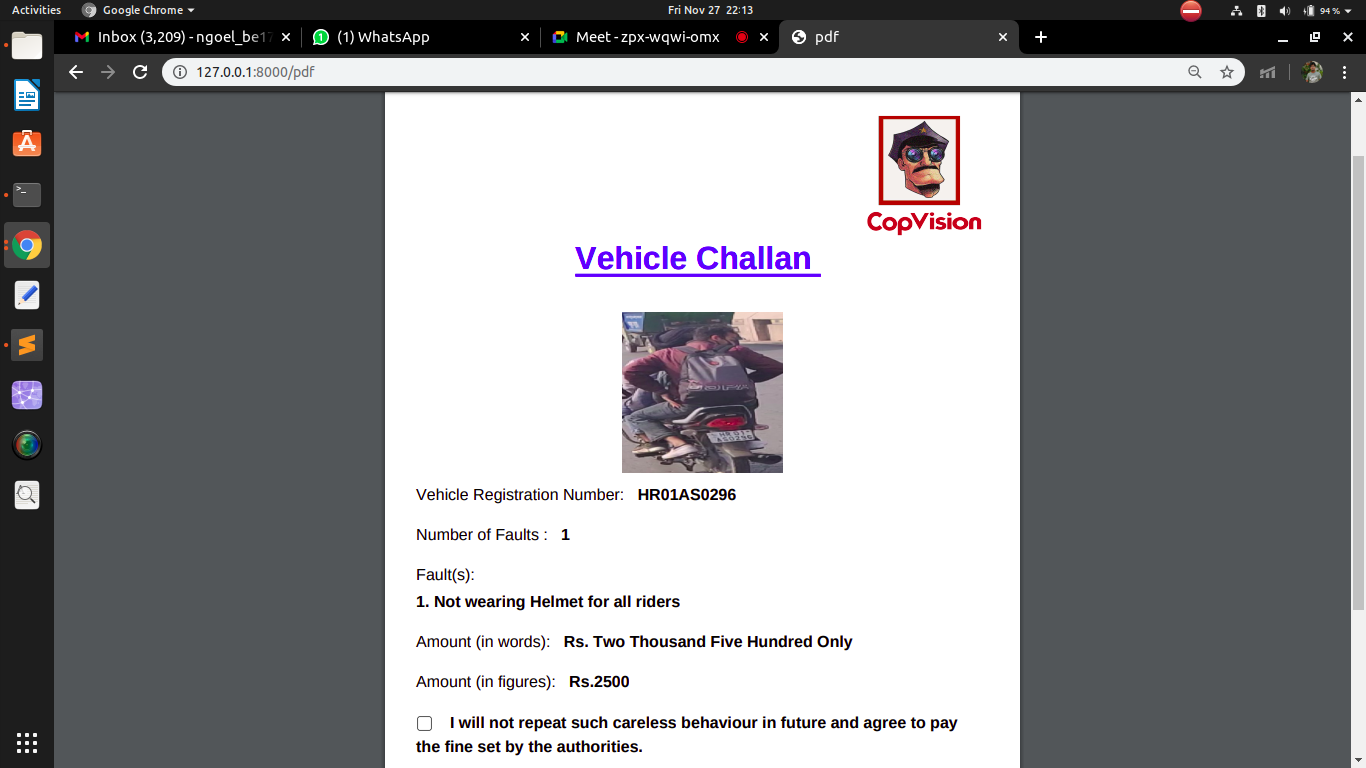 Activities
Google Chrome
Fri Nov 27 22:13
94 %
Inbox (3,209) - ngoel_be17
(1) WhatsApp
Meet - zpx-wqwi-omx
pdf
127.0.0.1:8000/pdf
CopVision
Vehicle Challan
Vehicle Registration Number: HR01AS0296
Number of Faults : 1
Fault(s):
1. Not wearing Helmet for all riders
Amount (in words): Rs. Two Thousand Five Hundred Only
Amount (in figures): Rs.2500
I will not repeat such careless behaviour in future and agree to pay
the fine set by the authorities.